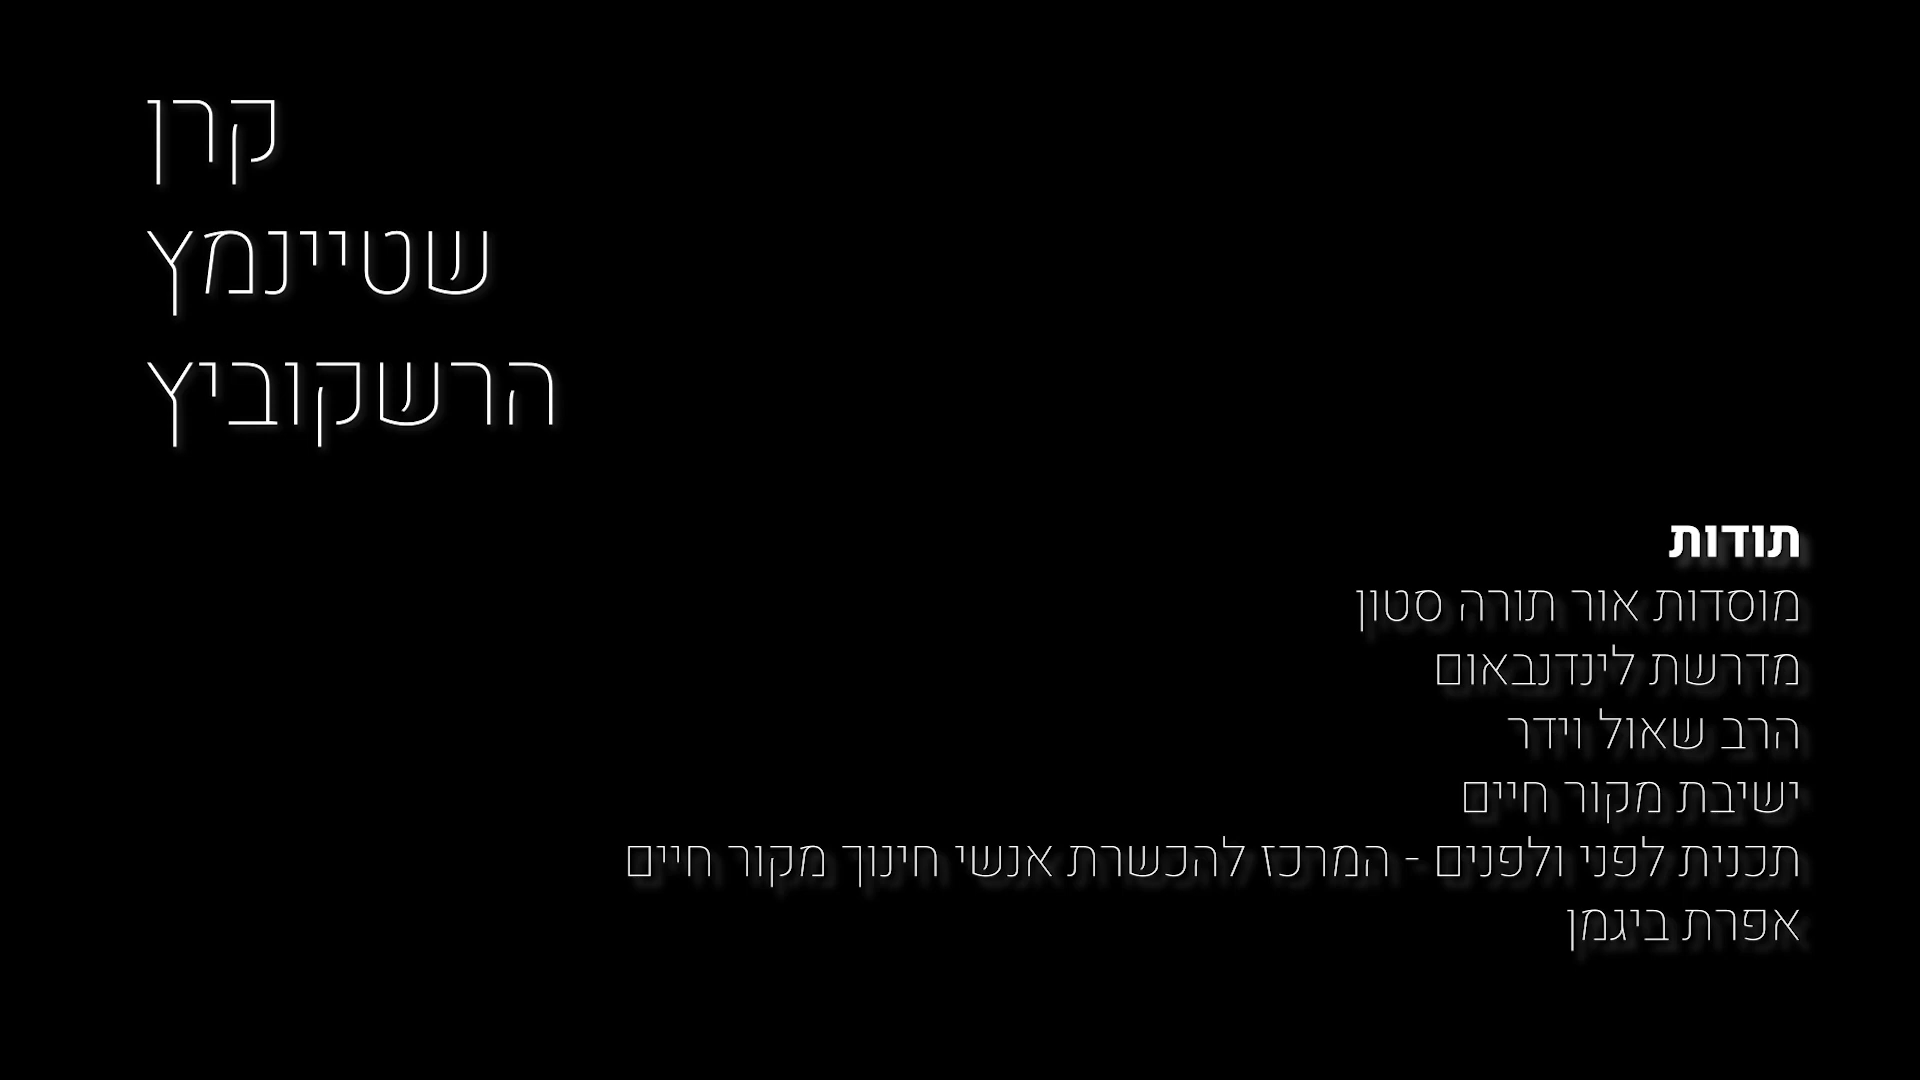 קרן
שטיינמץ
הרשקוביץ
תודות
מוסדות אור תורה סטון
מדרשת לינדנבאום
הרב שאול וידר
ישיבת מקור חיים
תכנית לפני ולפנים - המרכז להכשרת אנשי חינוך מקור חיים
אפרת ביגמן